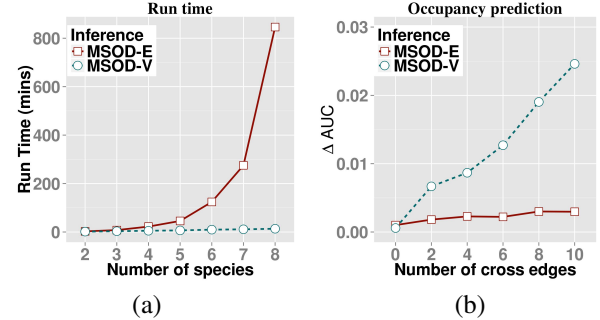 Run time
Inference
MSOD-E
MSOD-V
Run Time (mins)
800
600
400
200
0
2 3 4 5 6 7 8
Number of species
(a)
Occupancy prediction
Inference
MSOD-E
MSOD-V
Δ AUC
0.03
0.02
0.01
0.00
0 2 4 6 8 10
Number of cross edges
(b)